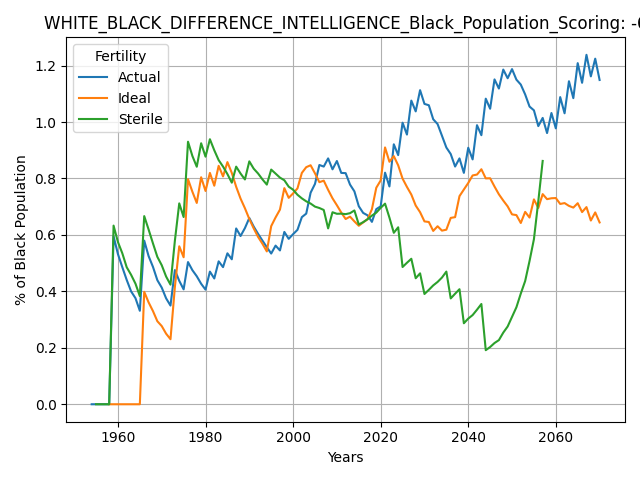 WHITE_BLACK_DIFFERENCE_INTELLIGENCE_Black_Population_Scoring: -
Fertility
Actual
Ideal
Sterile
% of Black Population
1.2
1.0
0.8
0.6
0.4
0.2
0.0
1960 1980 2000 2020 2040 2060
Years